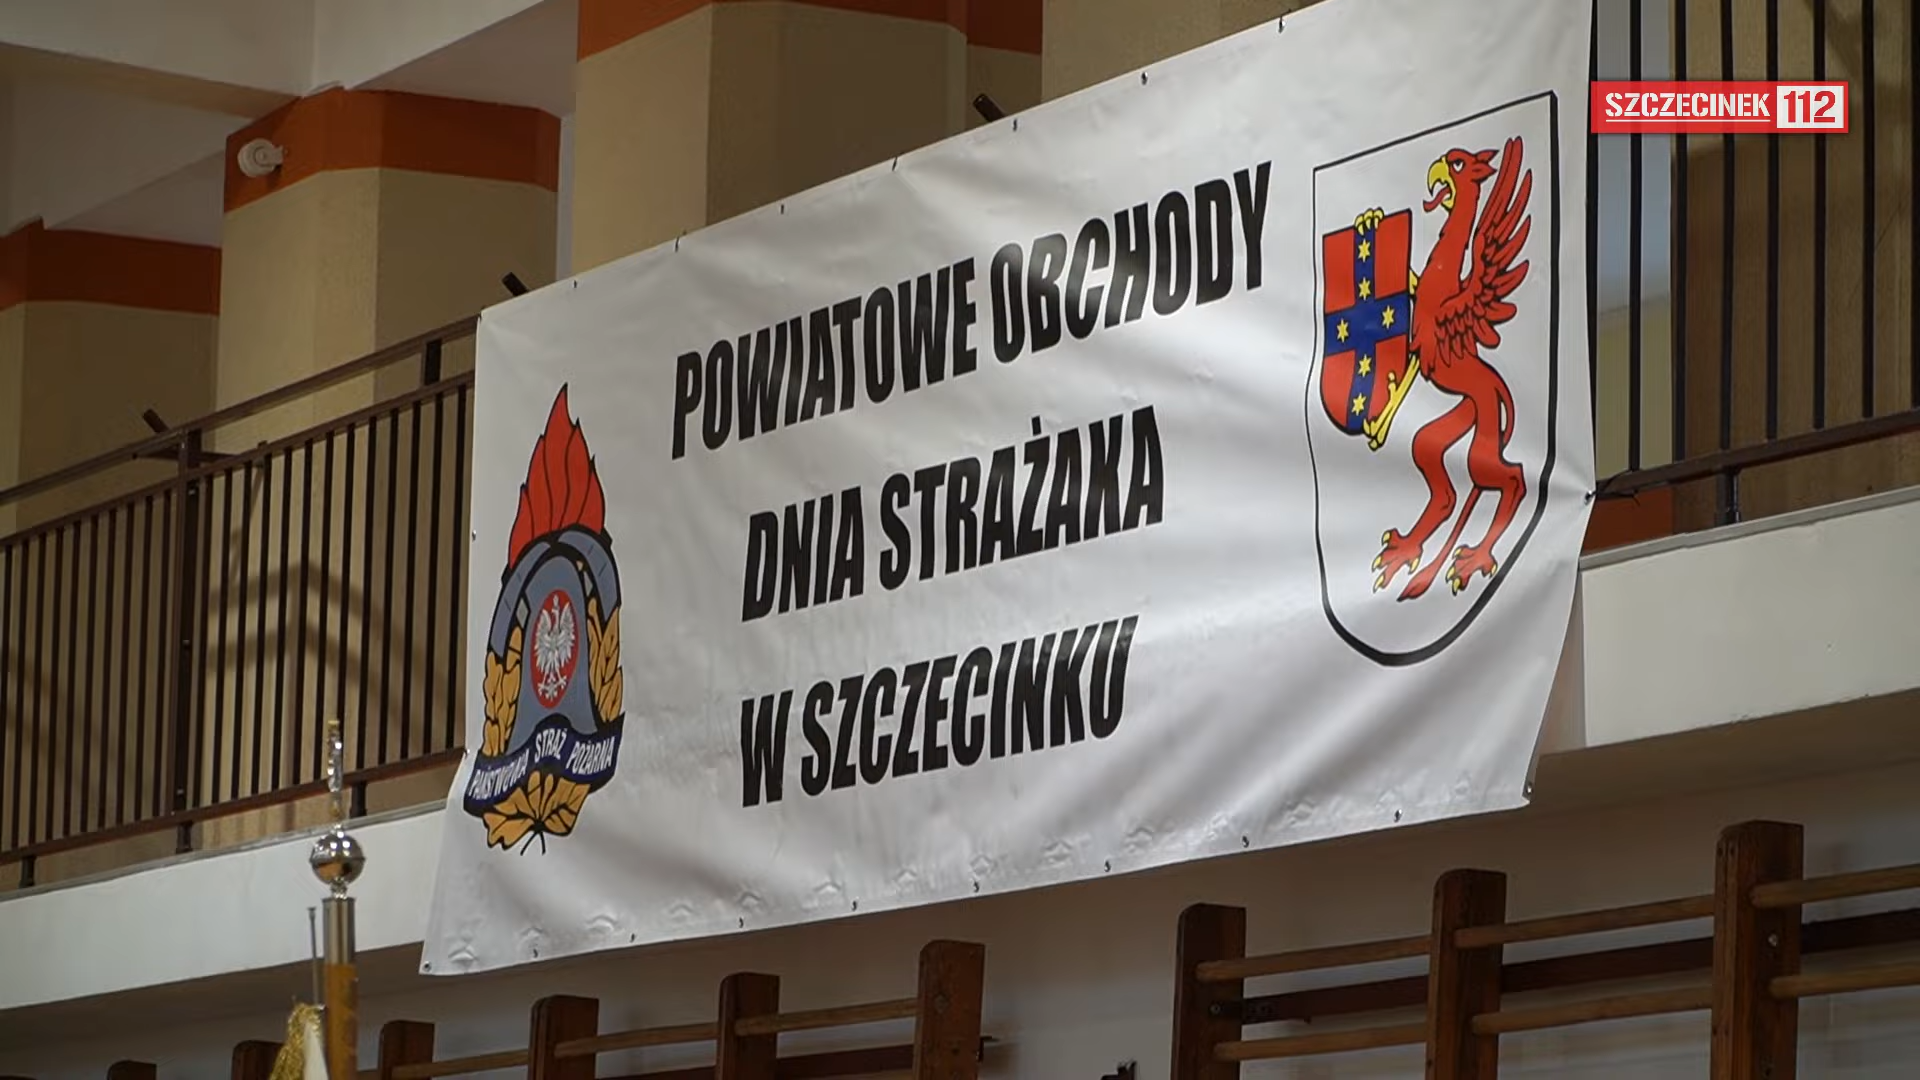 SZCZECINEK 112
POWIATOWE OBCHODY
DNIA STRAŻAKA
W SZCZECINKU
PAŃSTWOWA STRAŻ POŻARNA